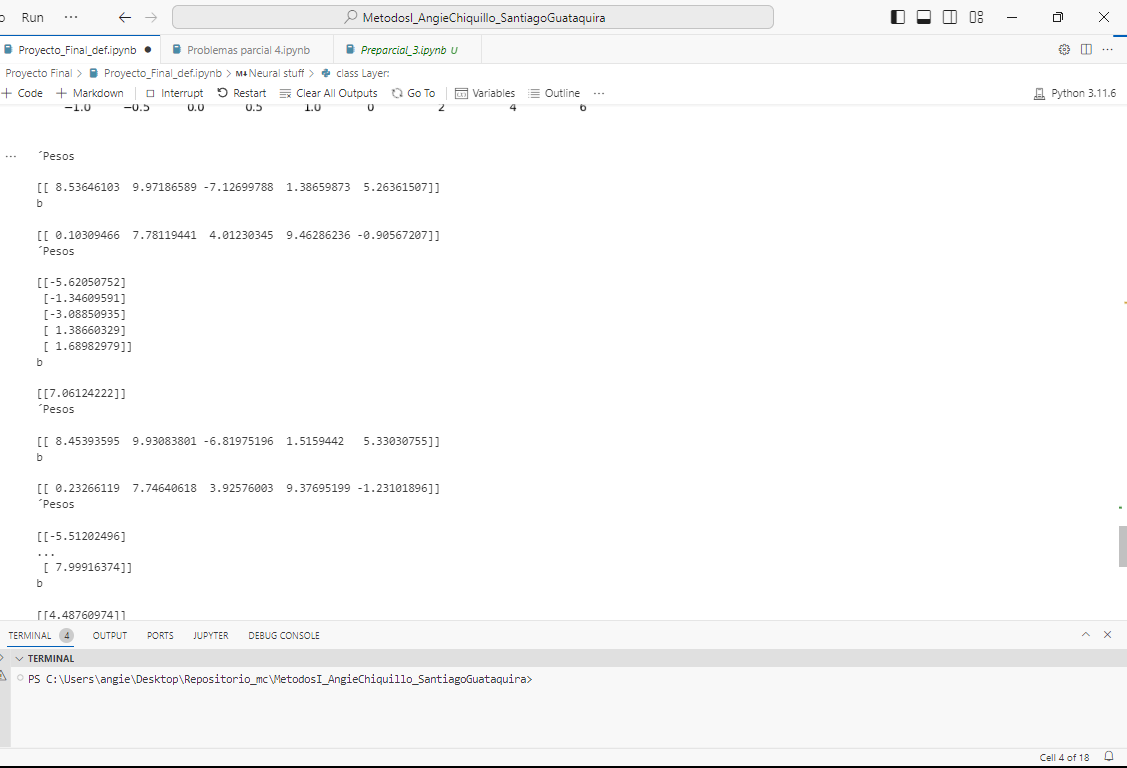 Run ··· MetodosI_AngieChiquillo_SantiagoGuataquira
Proyecto_Final_def.ipynb Problemas parcial 4.ipynb Preparcial_3.ipynb U
Proyecto Final > Proyecto_Final_def.ipynb > M↓Neural stuff > class Layer:
+ Code + Markdown Interrupt Restart Clear All Outputs Go To Variables Outline ··· Python 3.11.6
−1.0 −0.5 0.0 0.5 1.0 0 2 4 6
... ´Pesos
[[ 8.53646103 9.97186589 -7.12699788 1.38659873 5.26361507]]
b
[[ 0.10309466 7.78119441 4.01230345 9.46286236 -0.90567207]]
´Pesos
[[-5.62050752]
[-1.34609591]
[-3.08850935]
[ 1.38660329]
[ 1.68982979]]
b
[[7.06124222]]
´Pesos
[[ 8.45393595 9.93083801 -6.81975196 1.5159442 5.33030755]]
b
[[ 0.23266119 7.74640618 3.92576003 9.37695199 -1.23101896]]
´Pesos
[[-5.51202496]
...
[ 7.99916374]]
b
[[4.48760974]]
TERMINAL 4 OUTPUT PORTS JUPYTER DEBUG CONSOLE
TERMINAL
PS C:\Users\angie\Desktop\Repositorio_mc\MetodosI_AngieChiquillo_SantiagoGuataquira>
Cell 4 of 18